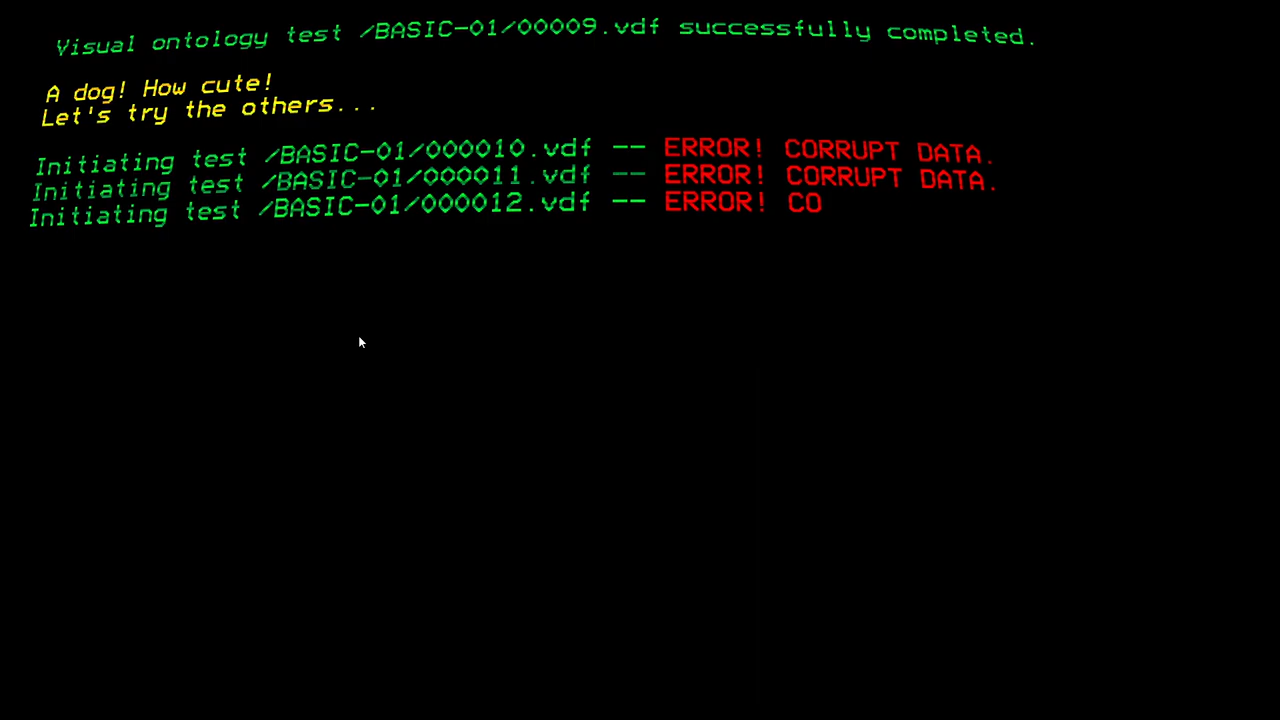 Visual ontology test /BASIC-01/00009.vdf successfully completed.
A dog! How cute!
Let's try the others...
Initiating test /BASIC-01/000010.vdf -- ERROR! CORRUPT DATA.
Initiating test /BASIC-01/000011.vdf -- ERROR! CORRUPT DATA.
Initiating test /BASIC-01/000012.vdf -- ERROR! CO